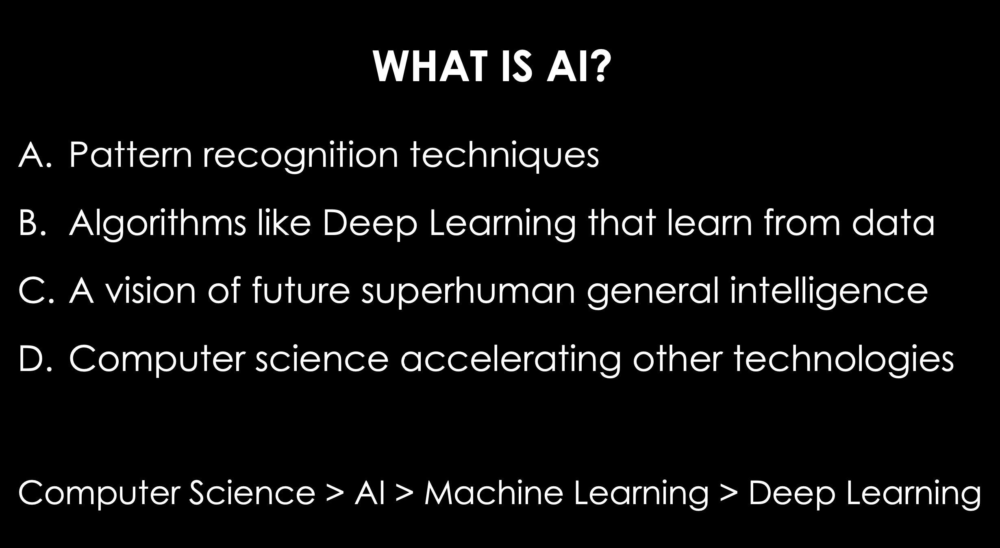 WHAT IS AI?
A. Pattern recognition techniques
B. Algorithms like Deep Learning that learn from data
C. A vision of future superhuman general intelligence
D. Computer science accelerating other technologies
Computer Science > AI > Machine Learning > Deep Learning